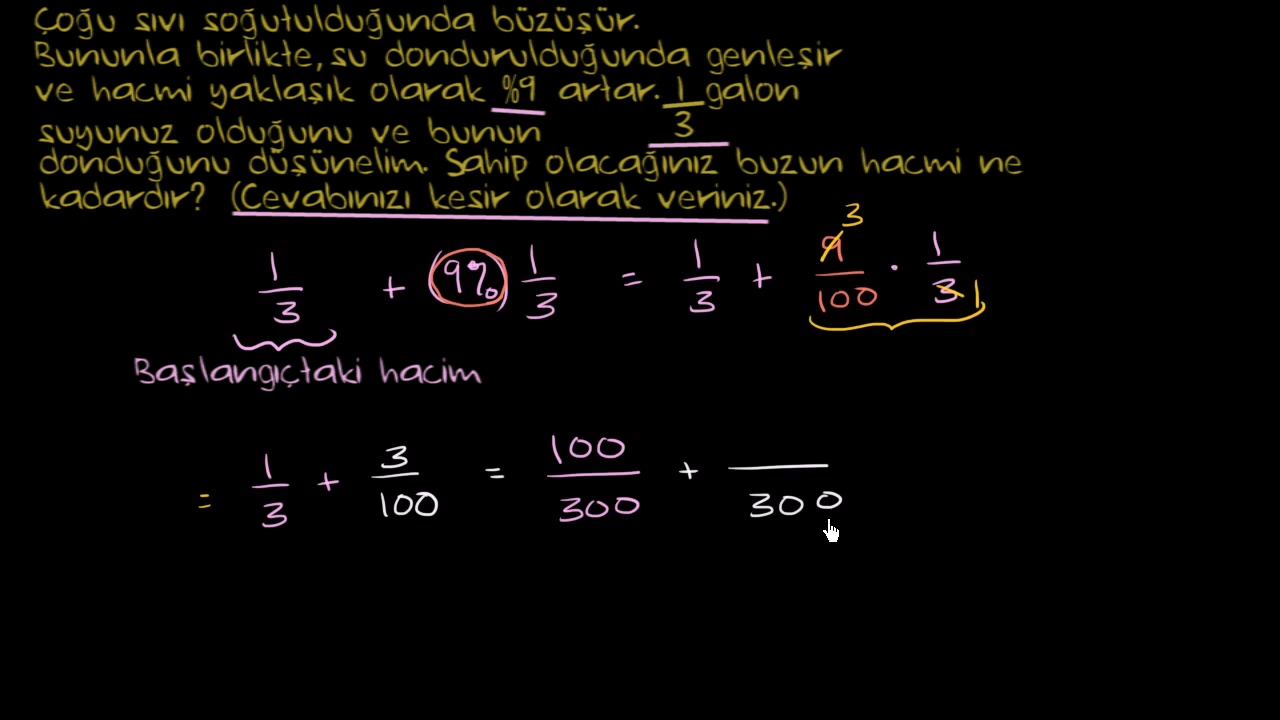 Çoğu sıvı soğutulduğunda büzüşür.
Bununla birlikte, su dondurulduğunda genleşir
ve hacmi yaklaşık olarak %9 artar. 1/3 galon
suyunuz olduğunu ve bunun
donduğunu düşünelim. Sahip olacağınız buzun hacmi ne
kadardır? (Cevabınızı kesir olarak veriniz.)
1/3 + (9%) 1/3 = 1/3 + 9/100 · 1/3
3
1
Başlangıçtaki hacim
= 1/3 + 3/100 = 100/300 + /300